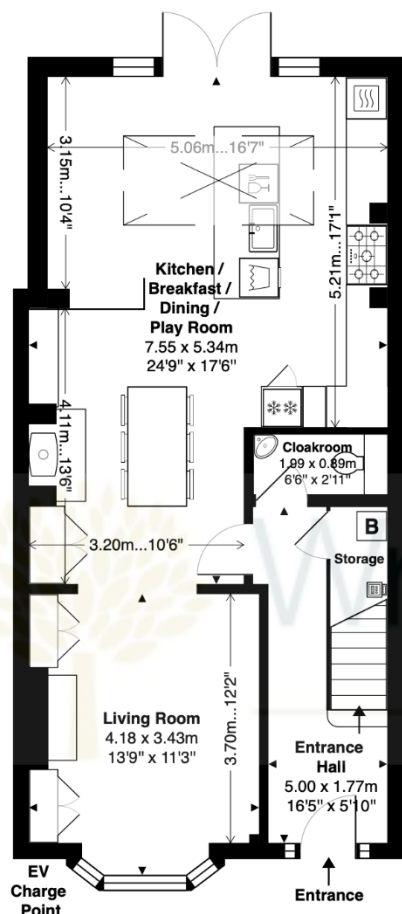 5.06m...16'7"
3.15m...10'4"
5.21m...17'1"
Kitchen /
Breakfast /
Dining /
Play Room
7.55 x 5.34m
24'9" x 17'6"
4.11m...13'6"
Cloakroom
1.99 x 0.89m
6'6" x 2'11"
B
Storage
3.20m...10'6"
W
3.70m...12'2"
Living Room
4.18 x 3.43m
13'9" x 11'3"
Entrance
Hall
5.00 x 1.77m
16'5" x 5'10"
EV
Charge
Point
Entrance